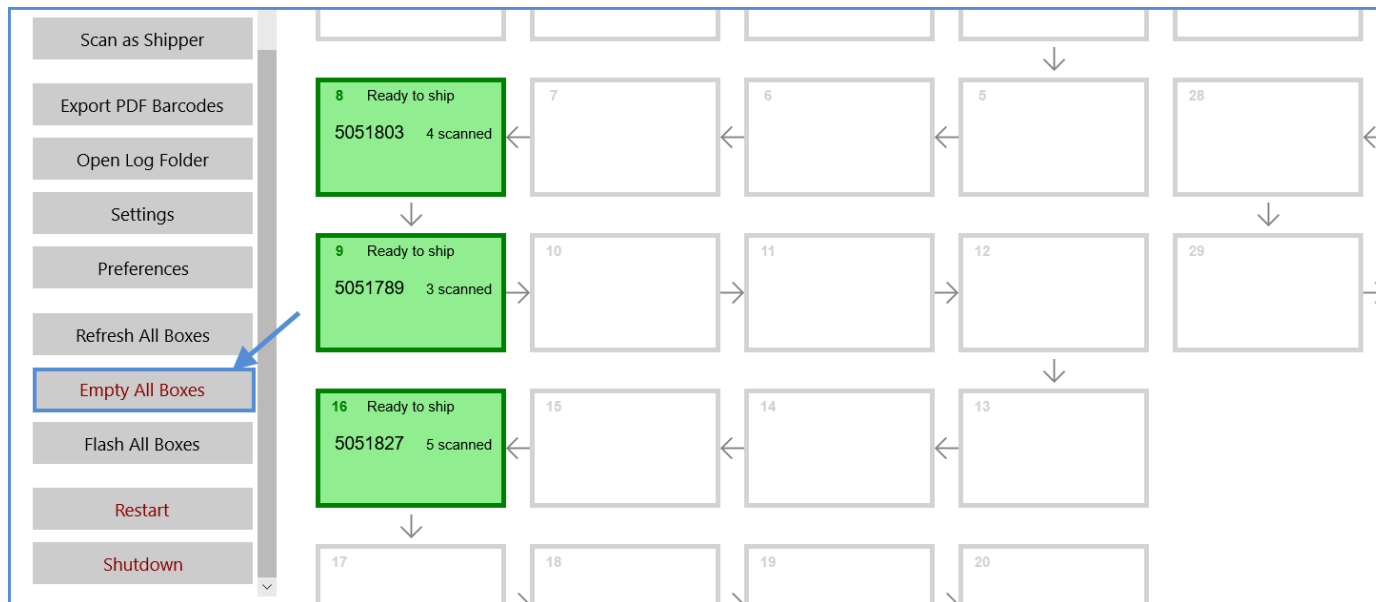 Scan as Shipper
Export PDF Barcodes
Open Log Folder
Settings
Preferences
Refresh All Boxes
Empty All Boxes
Flash All Boxes
Restart
Shutdown
8 Ready to ship
5051803 4 scanned
7
6
5
28
9 Ready to ship
5051789 3 scanned
10
11
12
29
16 Ready to ship
5051827 5 scanned
15
14
13
17
18
19
20